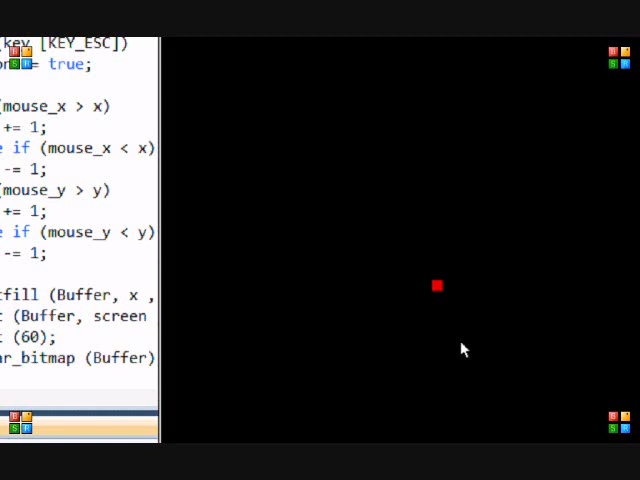 (key [KEY_ESC])
= true;
(mouse_x > x)
+= 1;
e if (mouse_x < x)
-= 1;
(mouse_y > y)
+= 1;
e if (mouse_y < y)
-= 1;
tfill (Buffer, x ,
t (Buffer, screen
t (60);
ar_bitmap (Buffer)